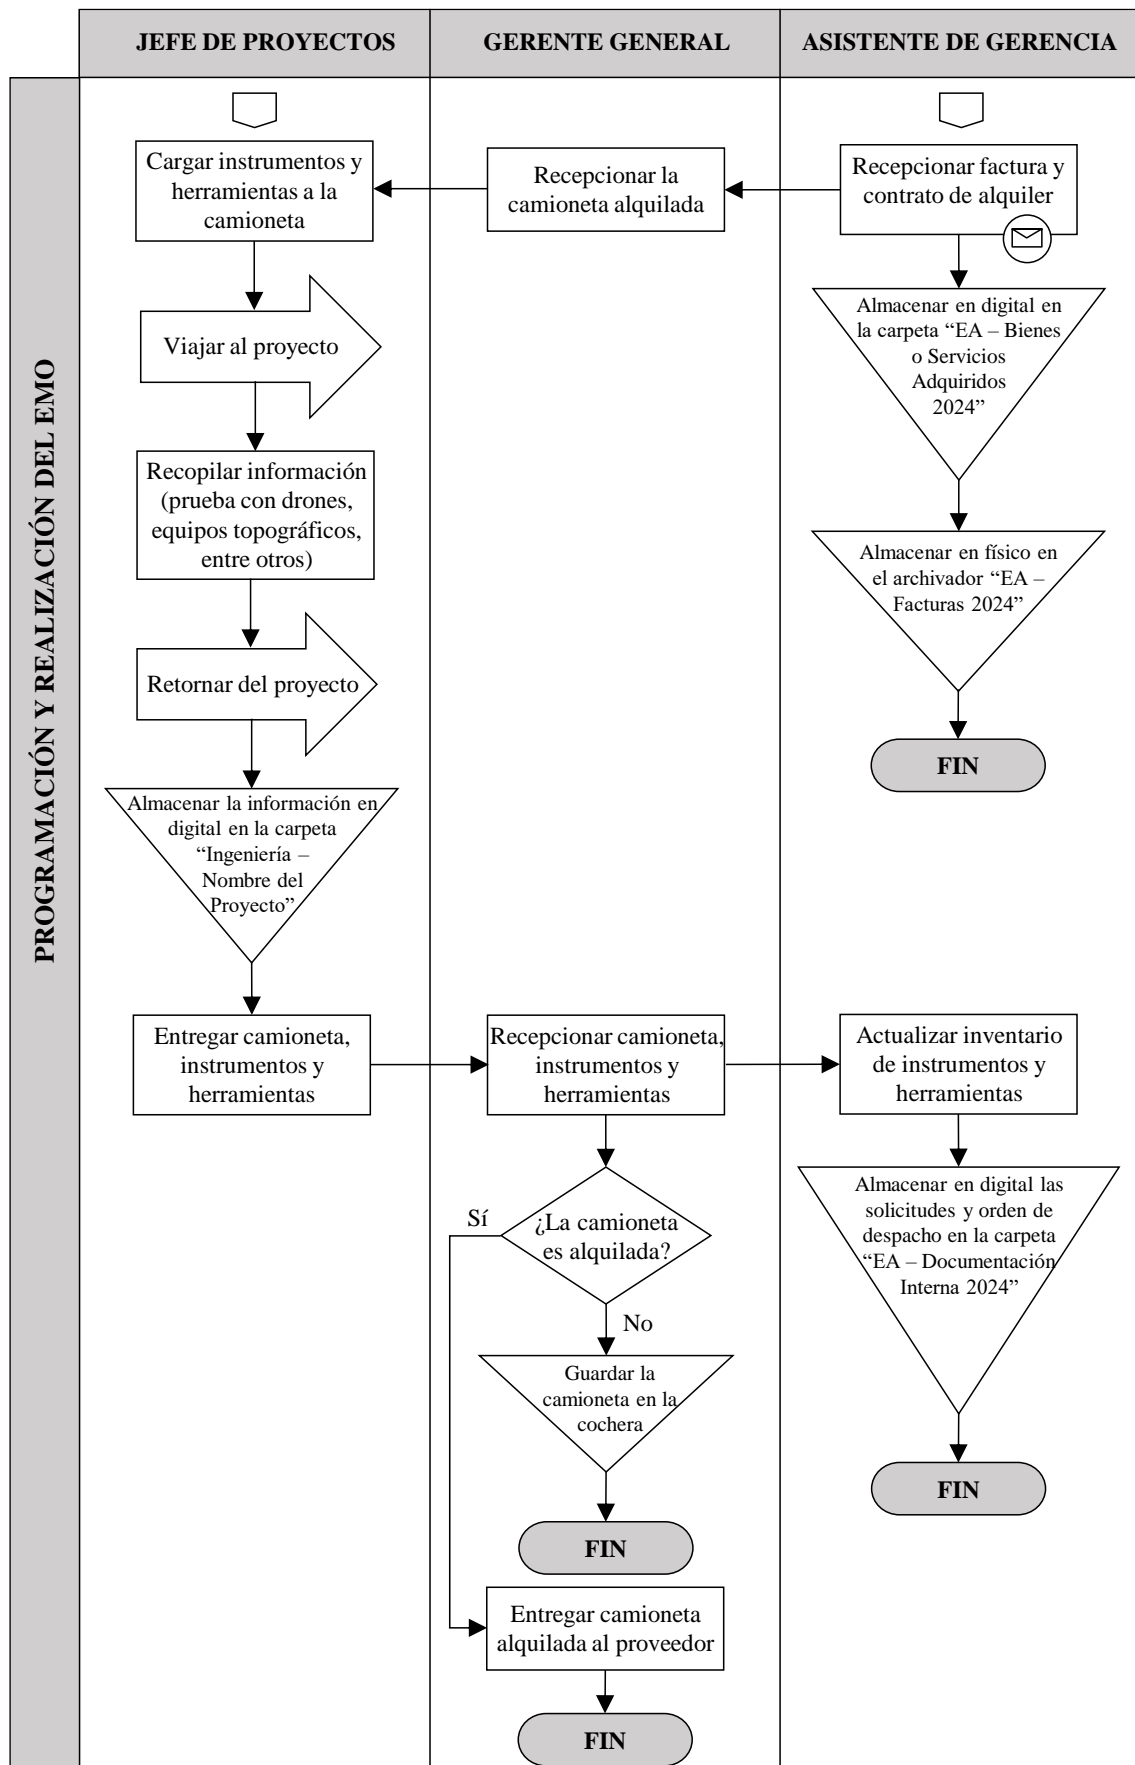 JEFE DE PROYECTOS
GERENTE GENERAL
ASISTENTE DE GERENCIA
PROGRAMACIÓN Y REALIZACIÓN DEL EMO
Cargar instrumentos y
herramientas a la
camioneta
Recepcionar la
camioneta alquilada
Recepcionar factura y
contrato de alquiler
Viajar al proyecto
Almacenar en digital en
la carpeta “EA – Bienes
o Servicios
Adquiridos
2024”
Recopilar información
(prueba con drones,
equipos topográficos,
entre otros)
Almacenar en físico en
el archivador “EA –
Facturas 2024”
Retornar del proyecto
FIN
Almacenar la información en
digital en la carpeta
“Ingeniería –
Nombre del
Proyecto”
Entregar camioneta,
instrumentos y
herramientas
Recepcionar camioneta,
instrumentos y
herramientas
Actualizar inventario
de instrumentos y
herramientas
Sí
¿La camioneta
es alquilada?
Almacenar en digital las
solicitudes y orden de
despacho en la carpeta
“EA – Documentación
Interna 2024”
No
Guardar la
camioneta en la
cochera
FIN
FIN
Entregar camioneta
alquilada al proveedor
FIN